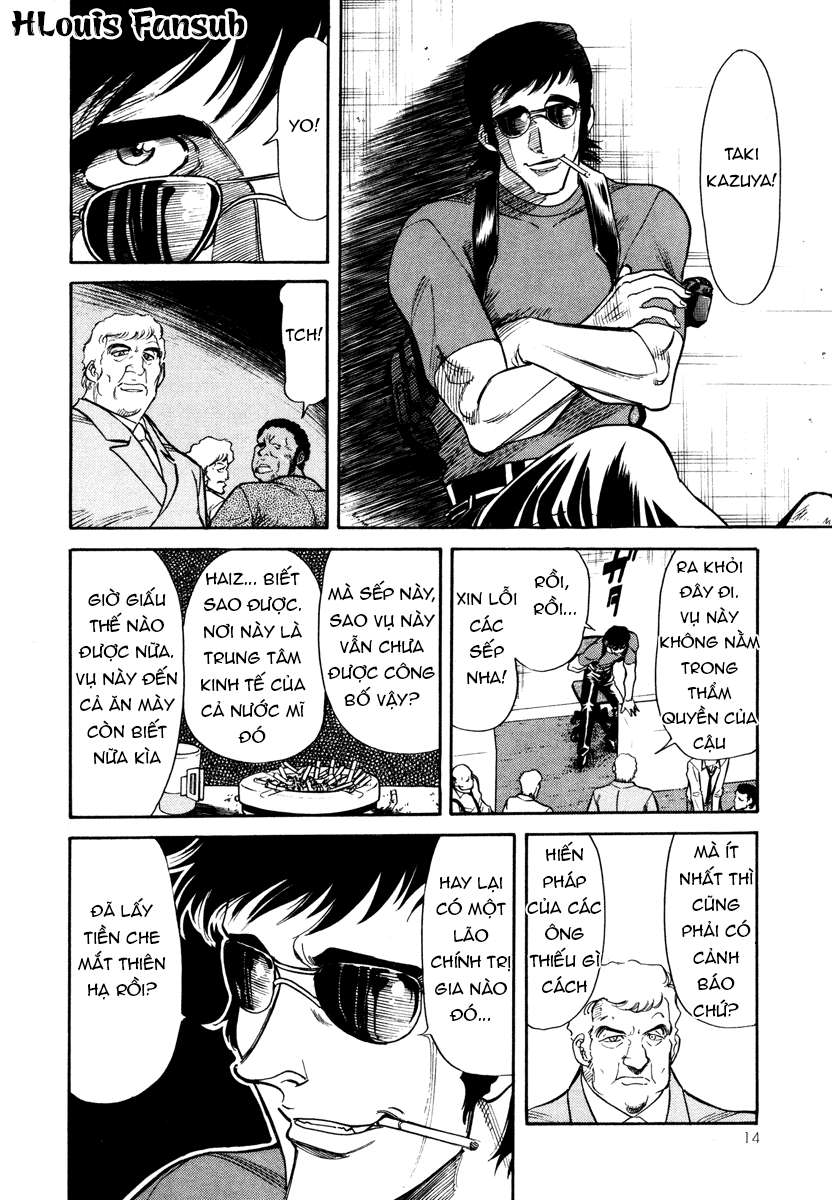 HLouis Fansub
TAKI
KAZUYA!
YO!
TCH!
RA KHỎI
ĐÂY ĐI.
VỤ NÀY
KHÔNG NẰM
TRONG
THẨM
QUYỀN CỦA
CẬU
RỒI,
RỒI...
XIN LỖI
CÁC
SẾP
NHA!
MÀ SẾP NÀY,
SAO VỤ NÀY
VẪN CHƯA
ĐƯỢC CÔNG
BỐ VẬY?
HAIZ... BIẾT
SAO ĐƯỢC.
NƠI NÀY LÀ
TRUNG TÂM
KINH TẾ CỦA
CẢ NƯỚC MĨ
ĐÓ
GIỜ GIẤU
THẾ NÀO
ĐƯỢC NỮA.
VỤ NÀY ĐẾN
CẢ ĂN MÀY
CÒN BIẾT
NỮA KÌA
MÀ ÍT
NHẤT THÌ
CŨNG
PHẢI CÓ
CẢNH
BÁO
CHỨ?
HIẾN
PHÁP
CỦA CÁC
ÔNG
THIẾU GÌ
CÁCH
HAY LẠI
CÓ MỘT
LÃO
CHÍNH TRỊ
GIA NÀO
ĐÓ...
ĐÃ LẤY
TIỀN CHE
MẮT THIÊN
HẠ RỒI?
14